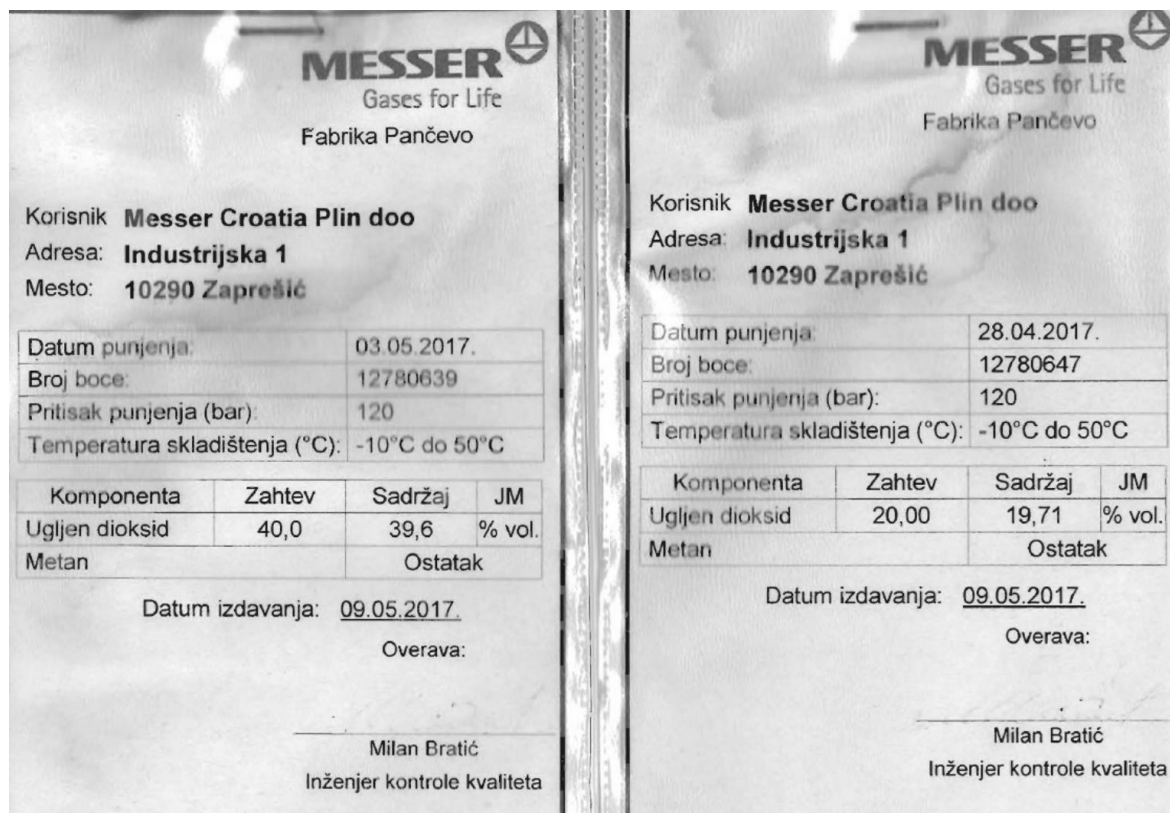 MESSER
Gases for Life
Fabrika Pančevo
Korisnik Messer Croatia Plin doo
Adresa: Industrijska 1
Mesto: 10290 Zaprešić
Datum punjenja: 03.05.2017.
Broj boce: 12780639
Pritisak punjenja (bar): 120
Temperatura skladištenja (°C): -10°C do 50°C
Komponenta Zahtev Sadržaj JM
Ugljen dioksid 40,0 39,6 % vol.
Metan Ostatak
Datum izdavanja: 09.05.2017.
Overava:
Milan Bratić
Inženjer kontrole kvaliteta
MESSER
Gases for Life
Fabrika Pančevo
Korisnik Messer Croatia Plin doo
Adresa: Industrijska 1
Mesto: 10290 Zaprešić
Datum punjenja: 28.04.2017.
Broj boce: 12780647
Pritisak punjenja (bar): 120
Temperatura skladištenja (°C): -10°C do 50°C
Komponenta Zahtev Sadržaj JM
Ugljen dioksid 20,00 19,71 % vol.
Metan Ostatak
Datum izdavanja: 09.05.2017.
Overava:
Milan Bratić
Inženjer kontrole kvaliteta